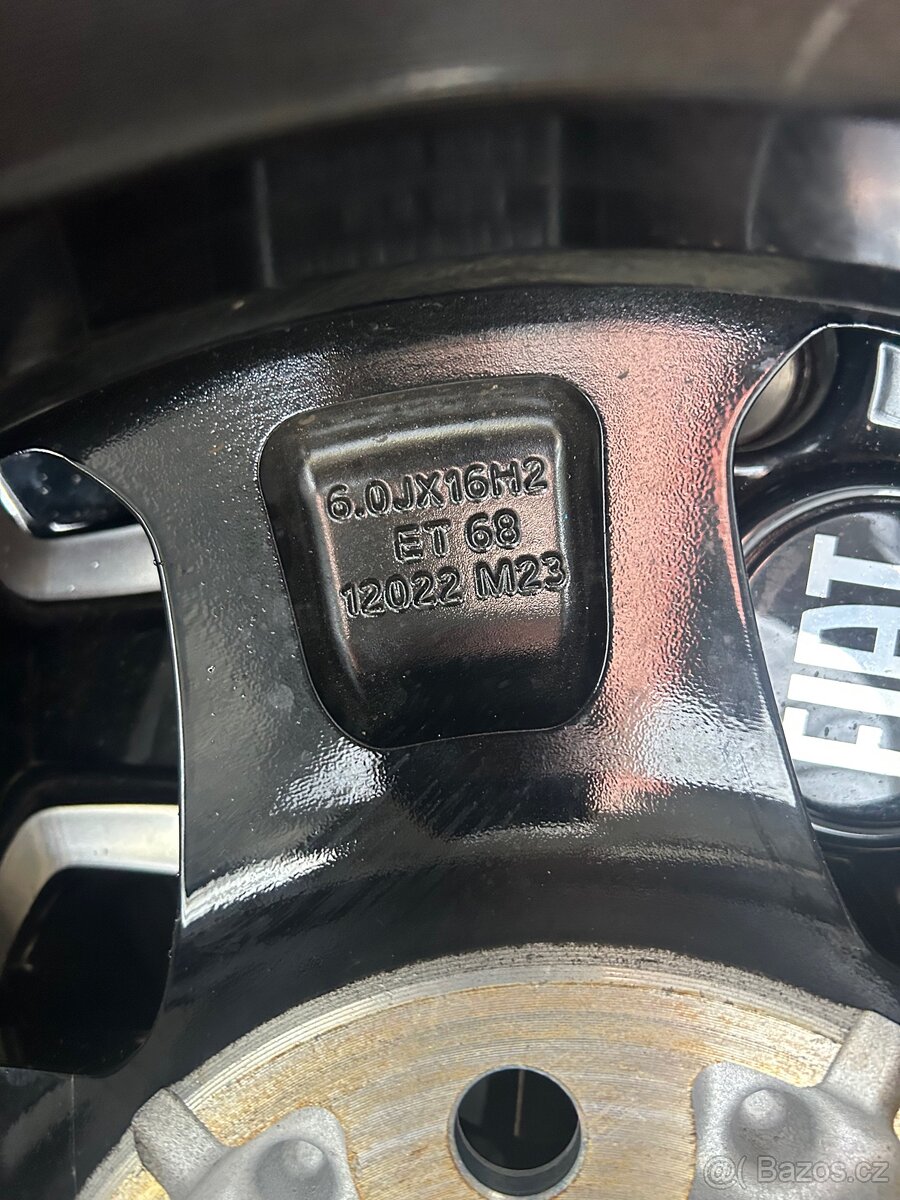 6.0JX16H2
ET 68
12022 M23
FIAT
Bazos.cz